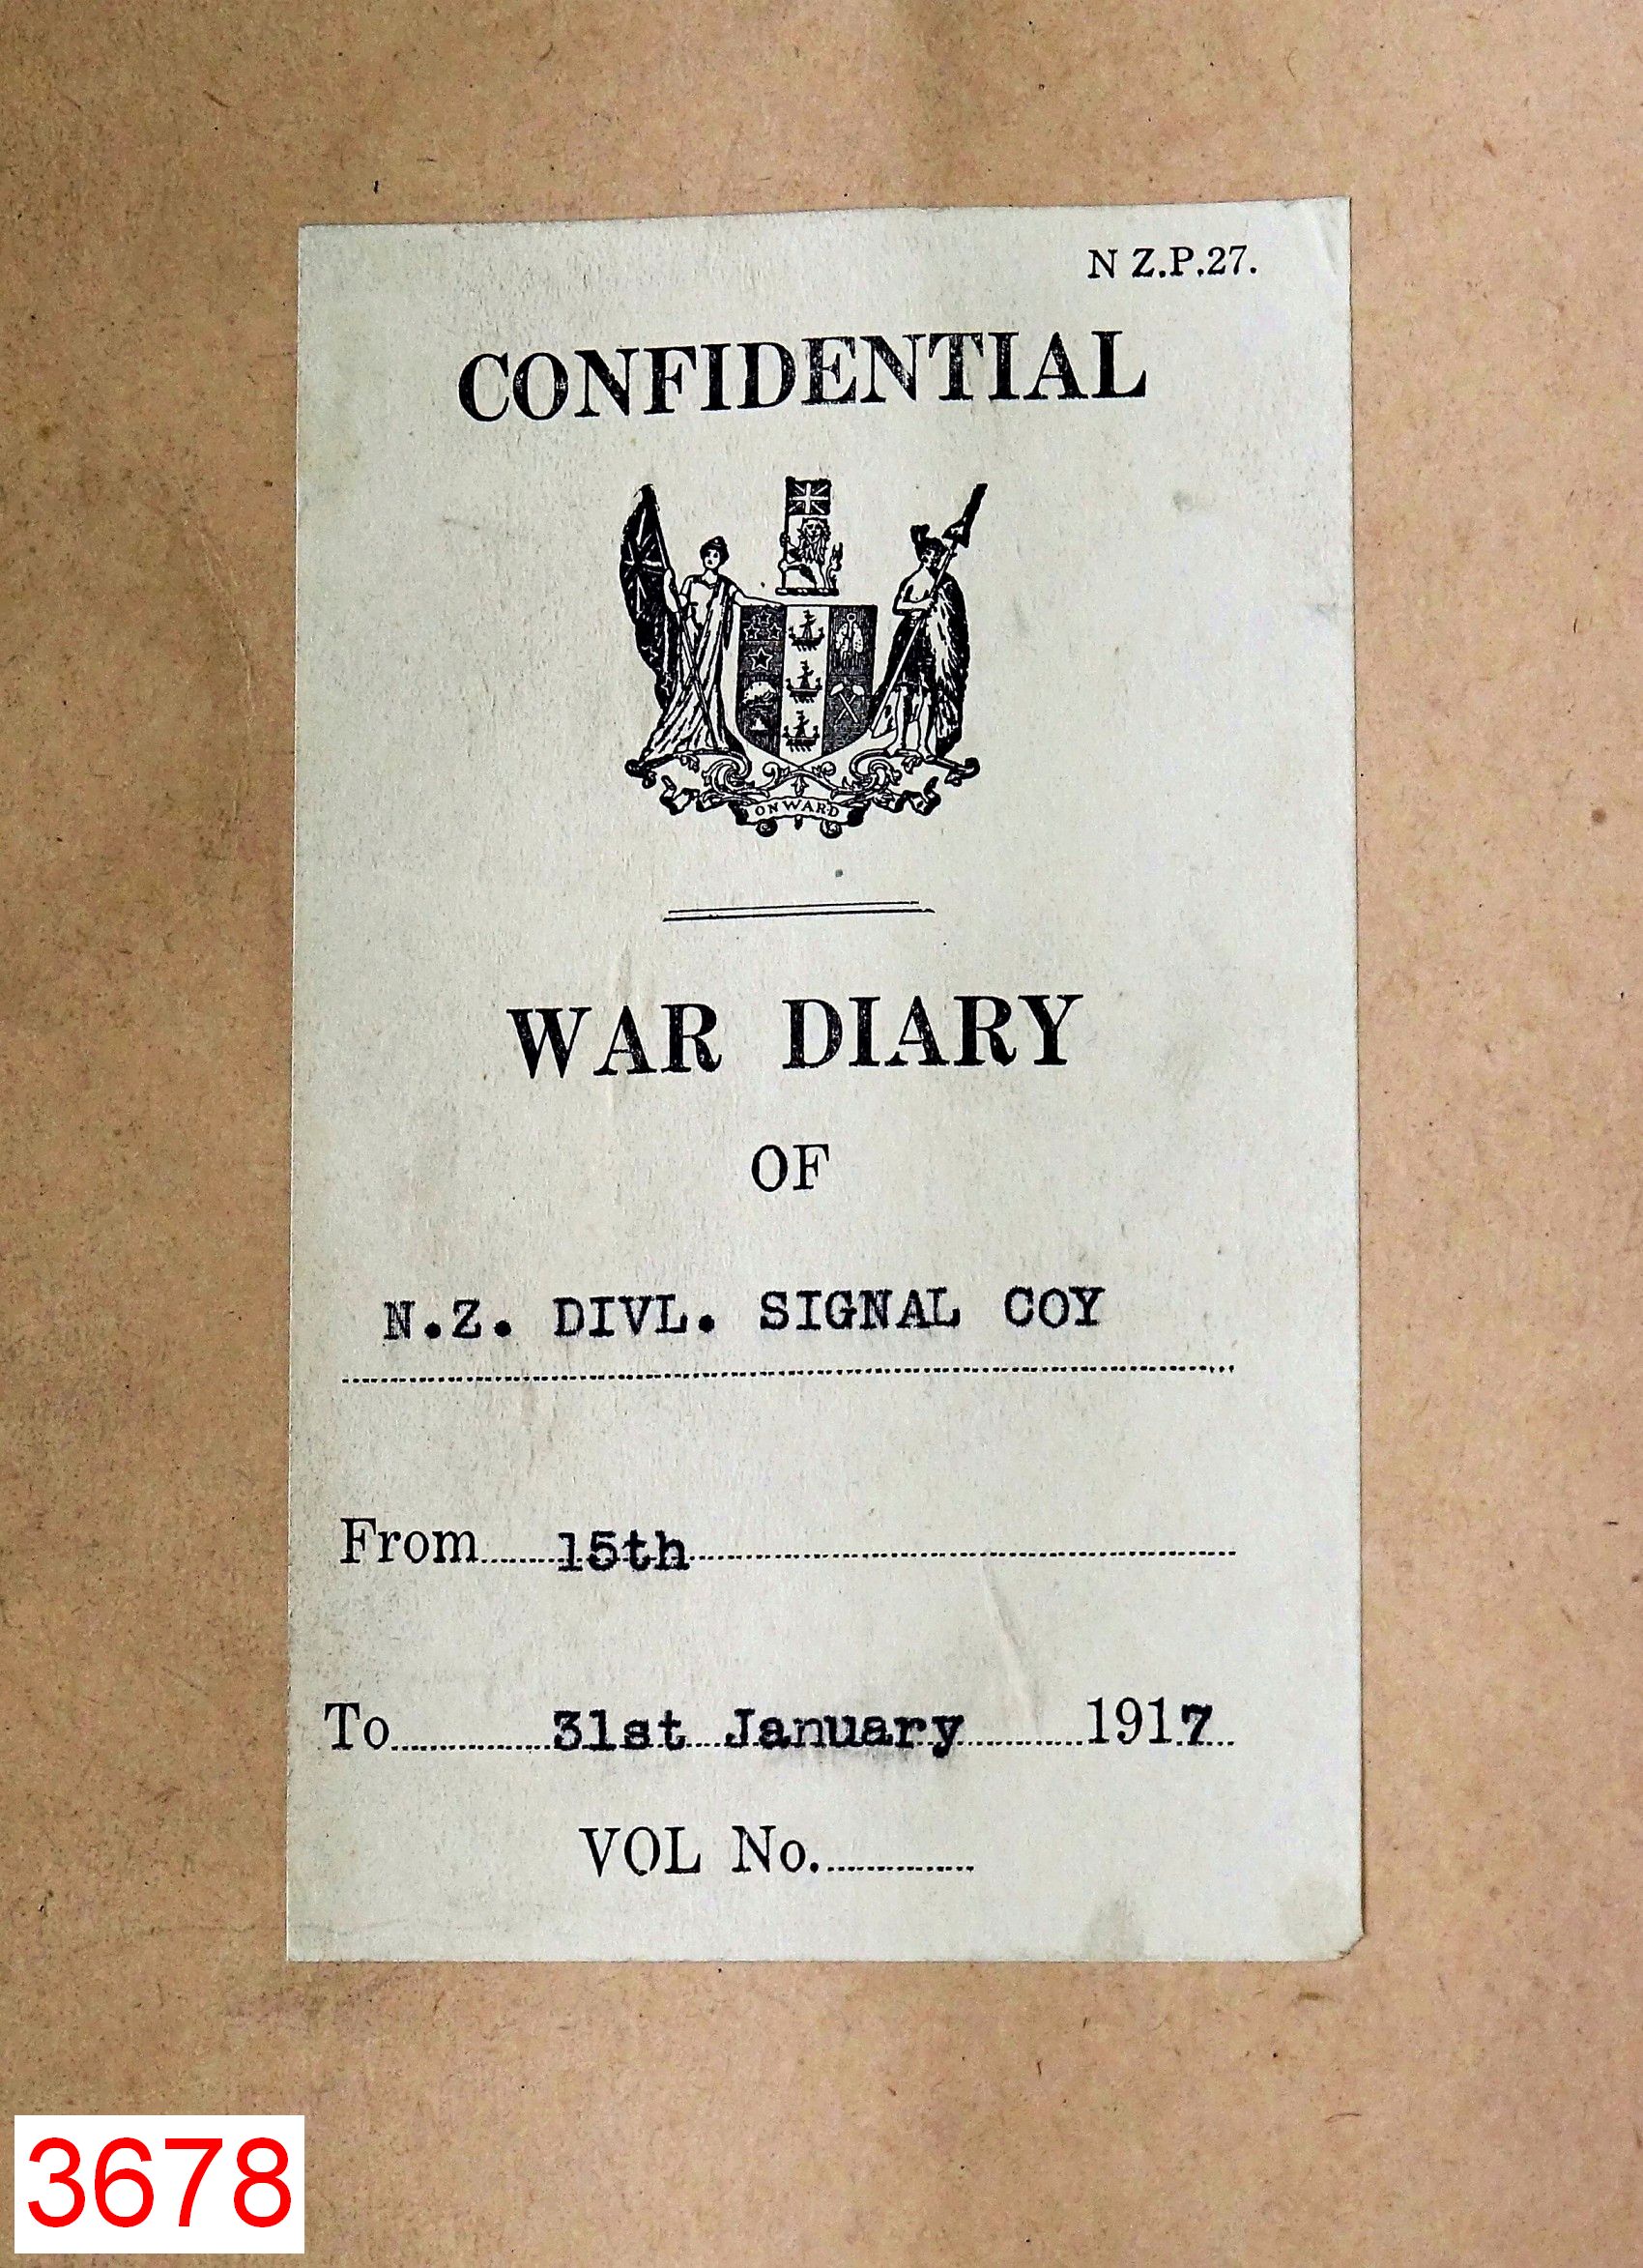 N Z.P.27.
CONFIDENTIAL
ONWARD
WAR DIARY
OF
N.Z. DIVL. SIGNAL COY
From 15th
To 31st January 1917
VOL No.
3678